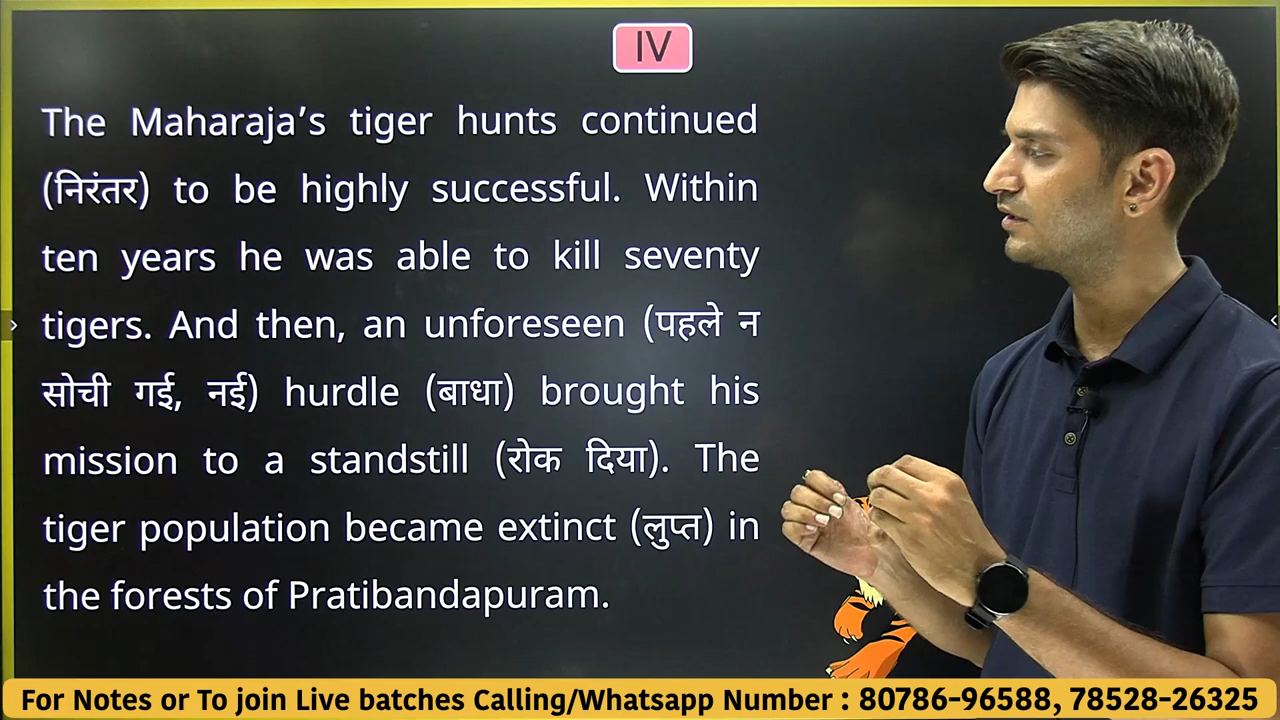 IV
The Maharaja’s tiger hunts continued
(निरंतर) to be highly successful. Within
ten years he was able to kill seventy
tigers. And then, an unforeseen (पहले न
सोची गई, नई) hurdle (बाधा) brought his
mission to a standstill (रोक दिया). The
tiger population became extinct (लुप्त) in
the forests of Pratibandapuram.
For Notes or To join Live batches Calling/Whatsapp Number : 80786-96588, 78528-26325